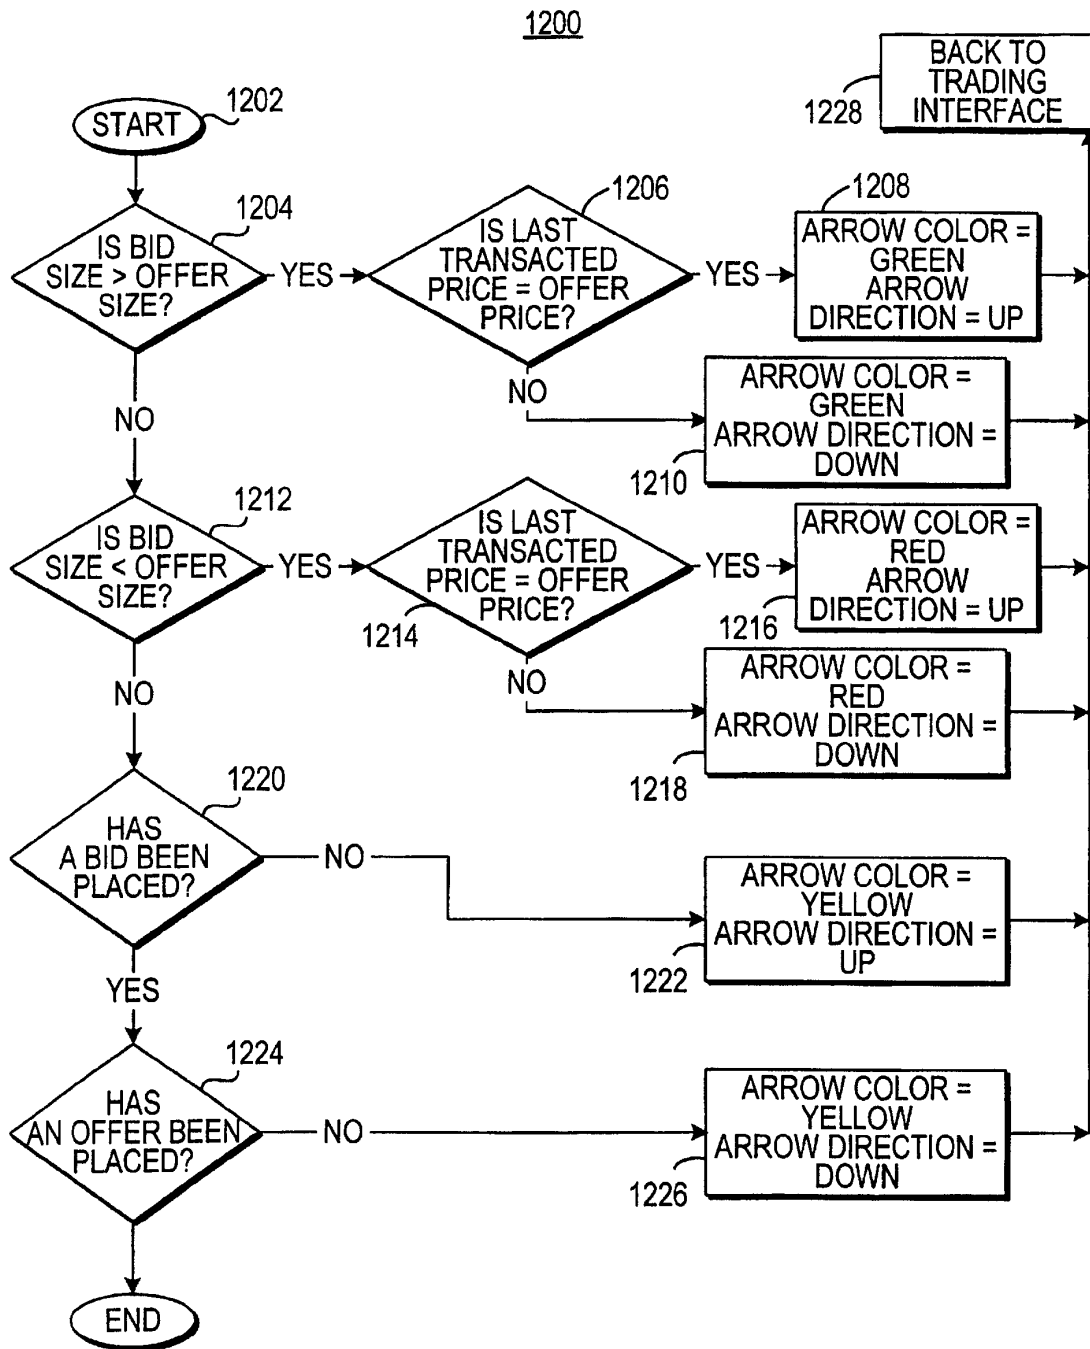 1200
BACK TO
TRADING
INTERFACE
1228
1202
START
1204
IS BID
SIZE > OFFER
SIZE?
YES
1206
IS LAST
TRANSACTED
PRICE = OFFER
PRICE?
YES
1208
ARROW COLOR =
GREEN
ARROW
DIRECTION = UP
NO
NO
ARROW COLOR =
GREEN
ARROW DIRECTION =
DOWN
1210
1212
IS BID
SIZE < OFFER
SIZE?
YES
IS LAST
TRANSACTED
PRICE = OFFER
PRICE?
1214
YES
ARROW COLOR =
RED
ARROW
DIRECTION = UP
1216
NO
NO
ARROW COLOR =
RED
ARROW DIRECTION =
DOWN
1218
1220
HAS
A BID BEEN
PLACED?
NO
ARROW COLOR =
YELLOW
ARROW DIRECTION =
UP
1222
YES
1224
HAS
AN OFFER BEEN
PLACED?
NO
ARROW COLOR =
YELLOW
ARROW DIRECTION =
DOWN
1226
END